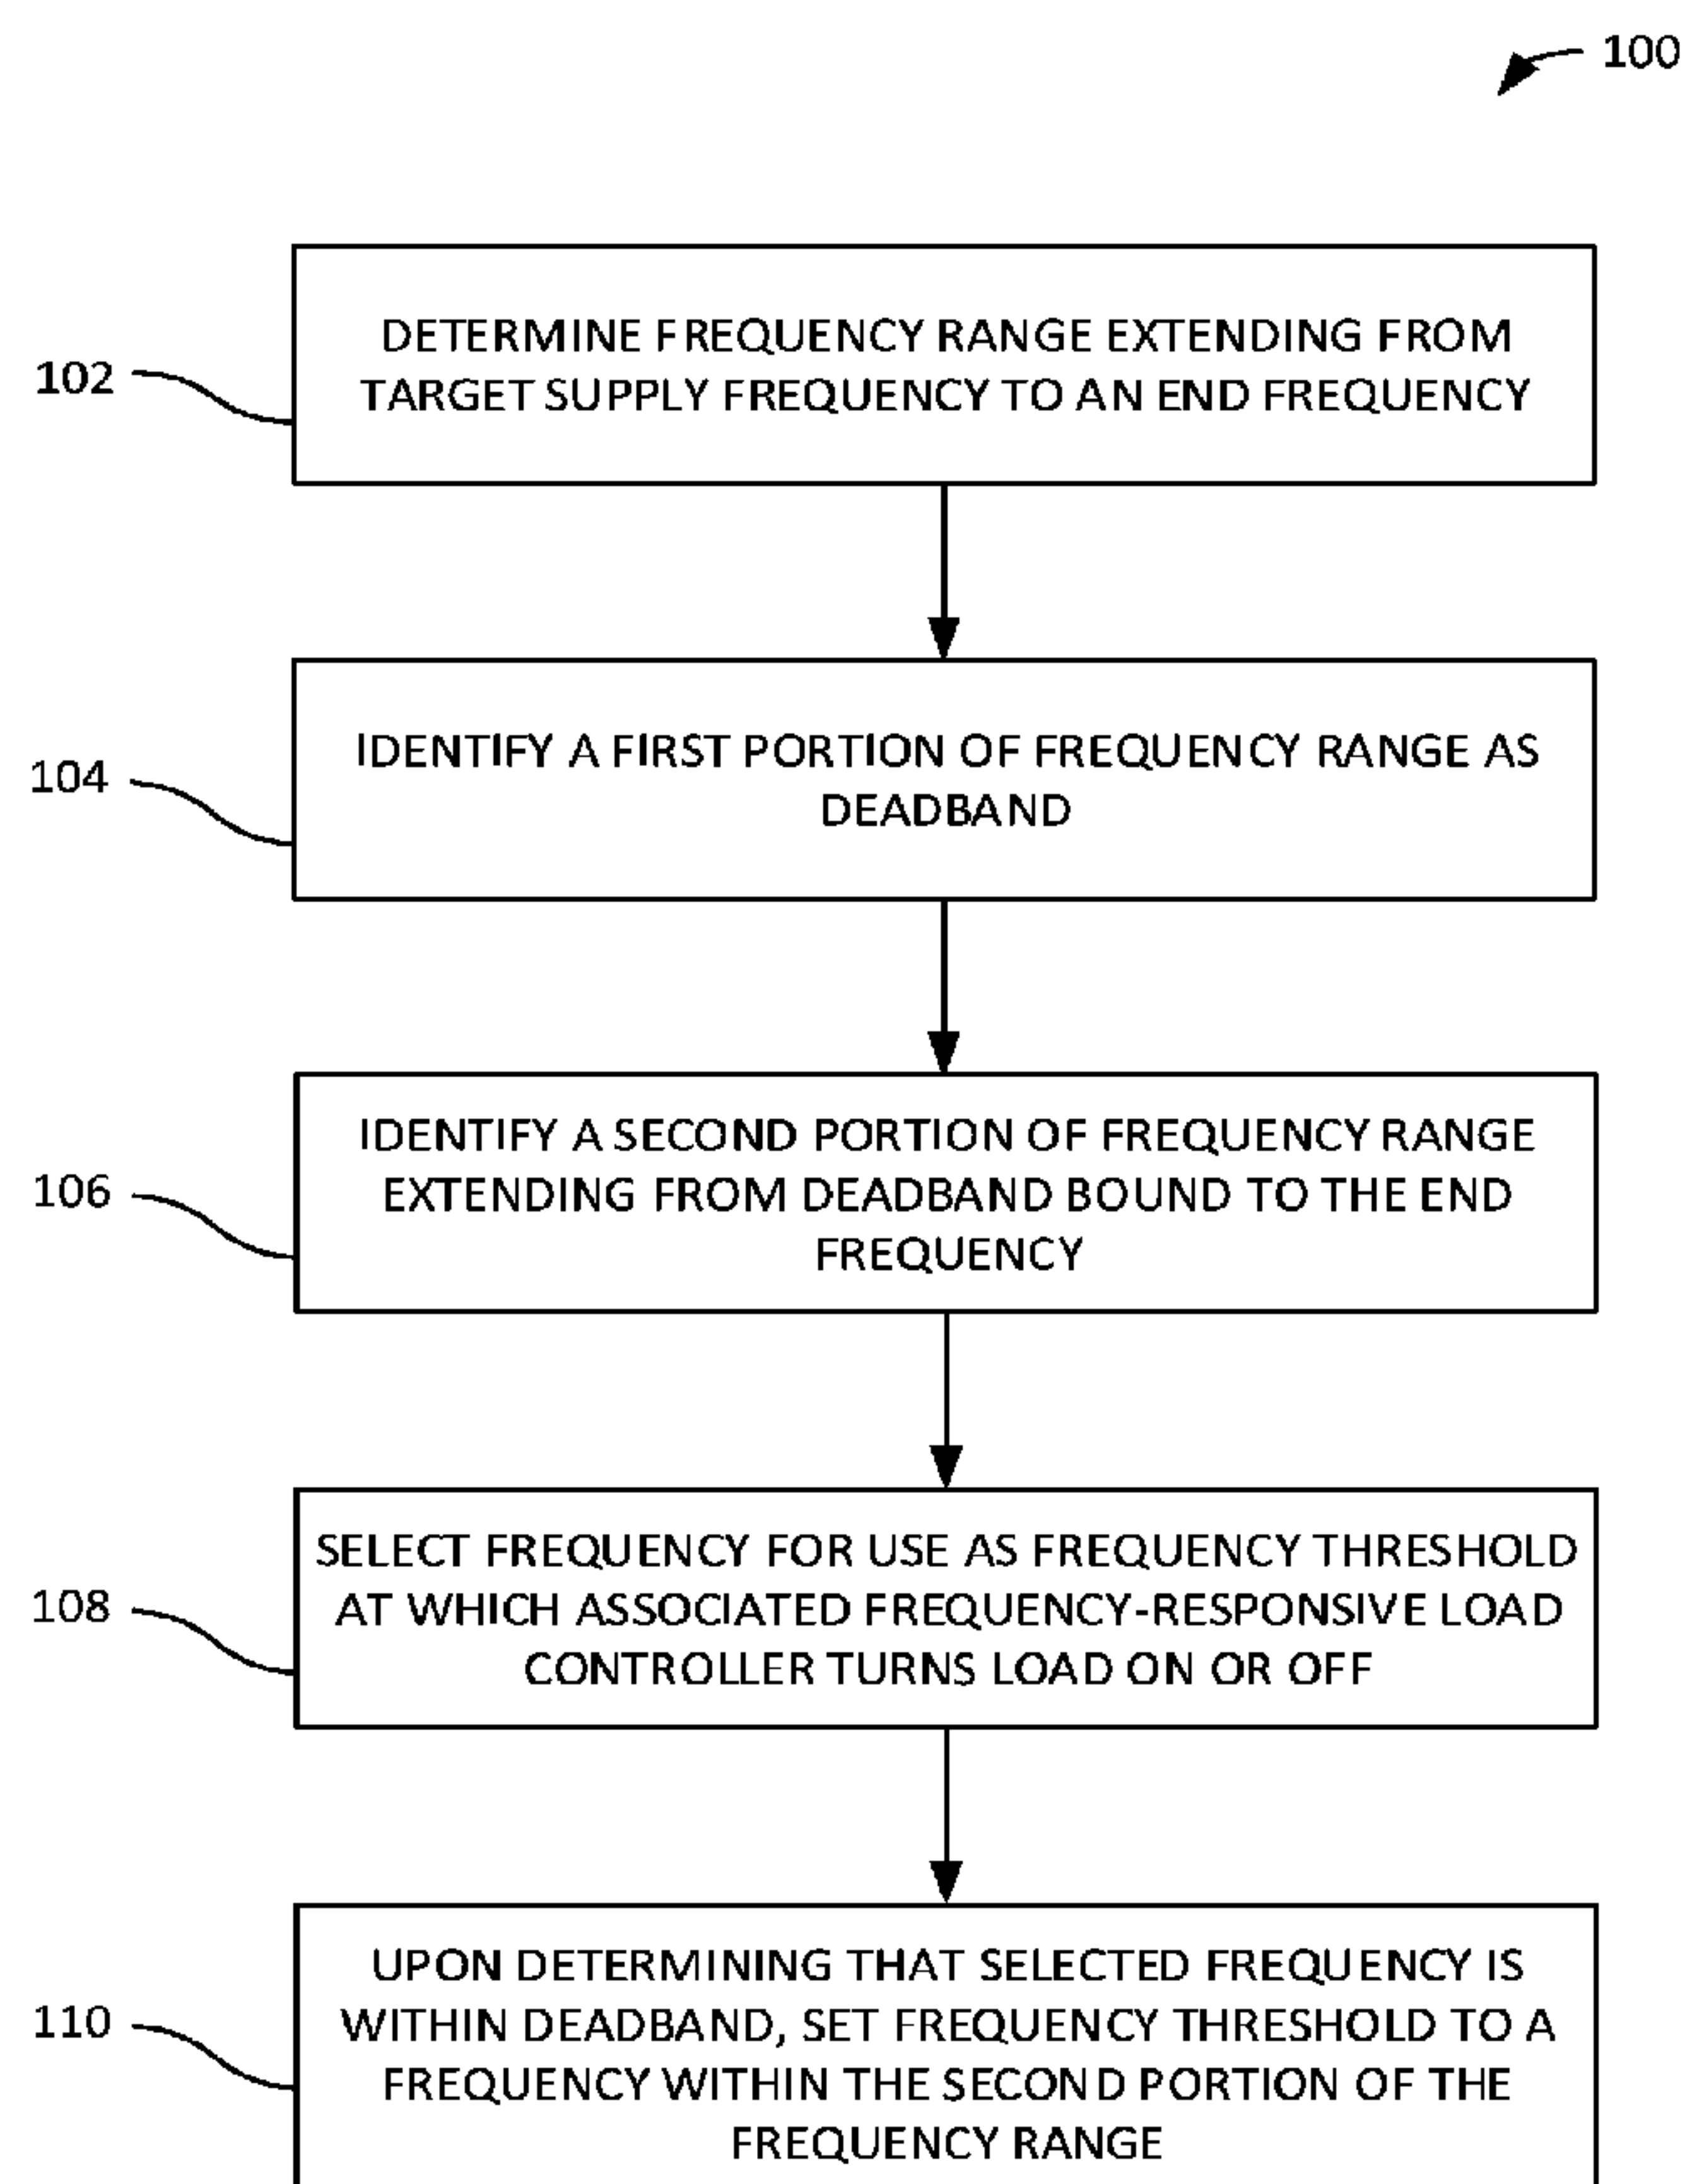 100
DETERMINE FREQUENCY RANGE EXTENDING FROM
TARGET SUPPLY FREQUENCY TO AN END FREQUENCY
102
IDENTIFY A FIRST PORTION OF FREQUENCY RANGE AS
DEADBAND
104
IDENTIFY A SECOND PORTION OF FREQUENCY RANGE
EXTENDING FROM DEADBAND BOUND TO THE END
FREQUENCY
106
SELECT FREQUENCY FOR USE AS FREQUENCY THRESHOLD
AT WHICH ASSOCIATED FREQUENCY-RESPONSIVE LOAD
CONTROLLER TURNS LOAD ON OR OFF
108
UPON DETERMINING THAT SELECTED FREQUENCY IS
WITHIN DEADBAND, SET FREQUENCY THRESHOLD TO A
FREQUENCY WITHIN THE SECOND PORTION OF THE
FREQUENCY RANGE
110